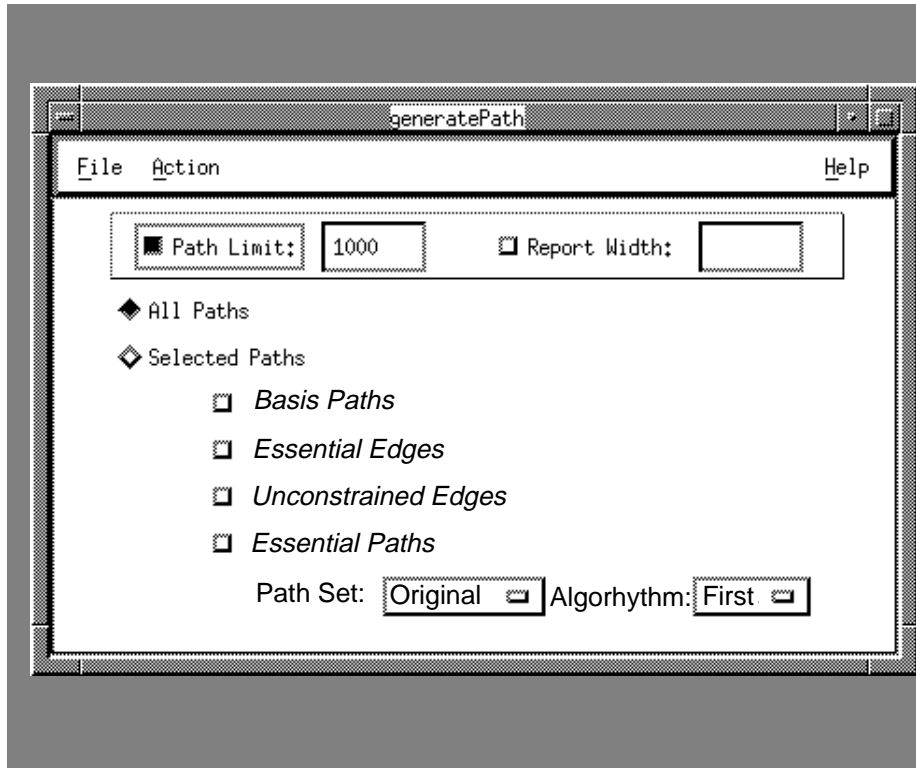 generatePath
File Action Help
Path Limit: 1000 Report Width:
All Paths
Selected Paths
Basis Paths
Essential Edges
Unconstrained Edges
Essential Paths
Path Set: Original Algorhythm: First